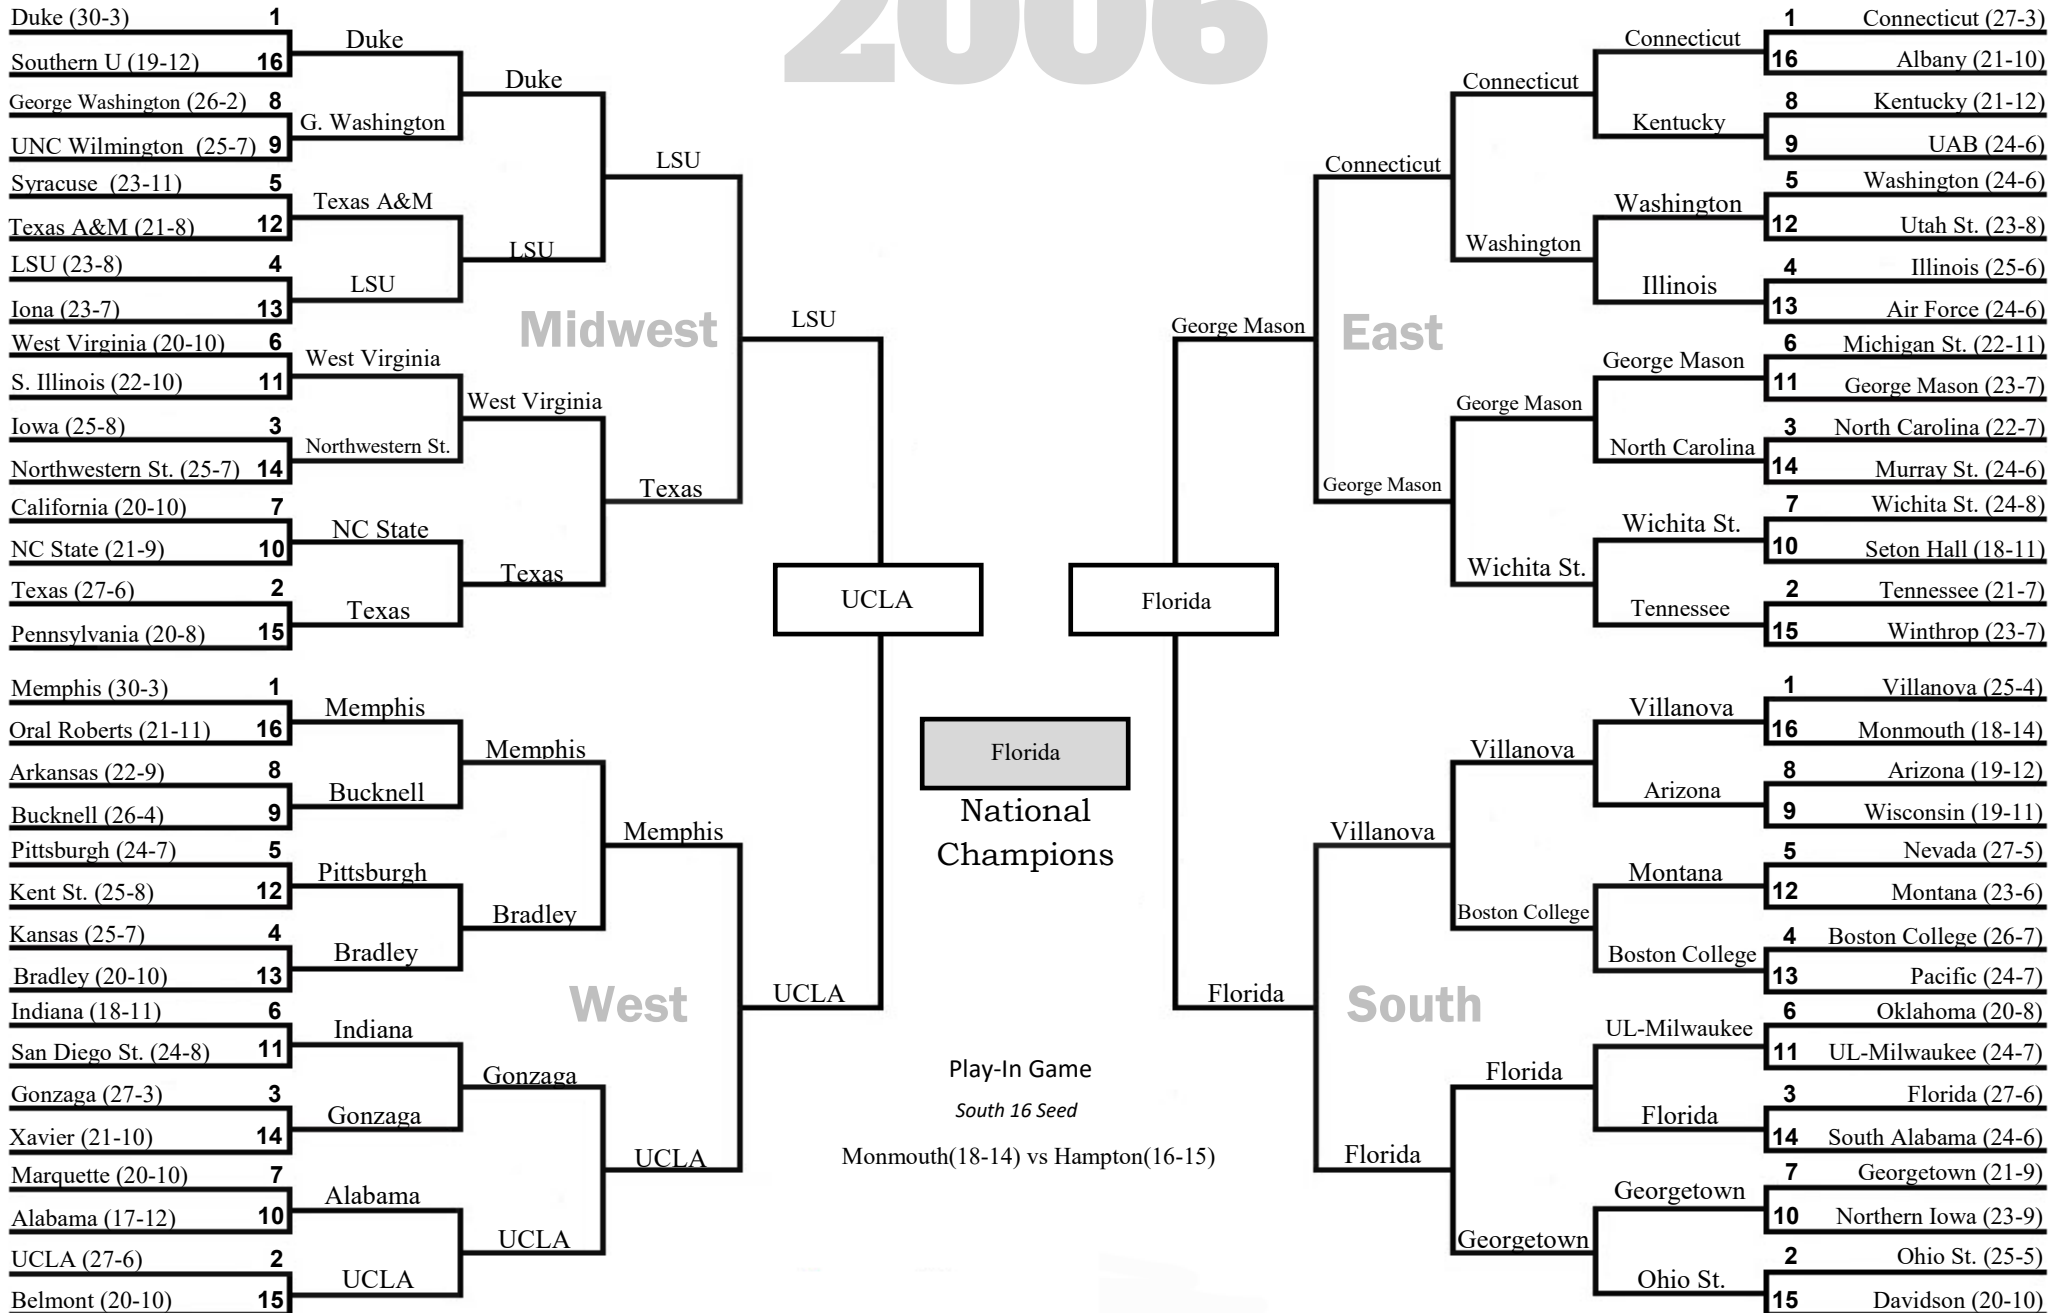 2006
Duke (30-3) 1
Southern U (19-12) 16
George Washington (26-2) 8
UNC Wilmington (25-7) 9
Syracuse (23-11) 5
Texas A&M (21-8) 12
LSU (23-8) 4
Iona (23-7) 13
West Virginia (20-10) 6
S. Illinois (22-10) 11
Iowa (25-8) 3
Northwestern St. (25-7) 14
California (20-10) 7
NC State (21-9) 10
Texas (27-6) 2
Pennsylvania (20-8) 15
Duke
G. Washington
Texas A&M
LSU
West Virginia
Northwestern St.
NC State
Texas
Duke
LSU
West Virginia
Texas
LSU
Texas
Midwest
LSU
Memphis (30-3) 1
Oral Roberts (21-11) 16
Arkansas (22-9) 8
Bucknell (26-4) 9
Pittsburgh (24-7) 5
Kent St. (25-8) 12
Kansas (25-7) 4
Bradley (20-10) 13
Indiana (18-11) 6
San Diego St. (24-8) 11
Gonzaga (27-3) 3
Xavier (21-10) 14
Marquette (20-10) 7
Alabama (17-12) 10
UCLA (27-6) 2
Belmont (20-10) 15
Memphis
Bucknell
Pittsburgh
Bradley
Indiana
Gonzaga
Alabama
UCLA
Memphis
Bradley
Gonzaga
UCLA
Memphis
UCLA
West
UCLA
UCLA
Florida
Florida
National
Champions
Play-In Game
South 16 Seed
Monmouth(18-14) vs Hampton(16-15)
1 Connecticut (27-3)
16 Albany (21-10)
8 Kentucky (21-12)
9 UAB (24-6)
5 Washington (24-6)
12 Utah St. (23-8)
4 Illinois (25-6)
13 Air Force (24-6)
6 Michigan St. (22-11)
11 George Mason (23-7)
3 North Carolina (22-7)
14 Murray St. (24-6)
7 Wichita St. (24-8)
10 Seton Hall (18-11)
2 Tennessee (21-7)
15 Winthrop (23-7)
Connecticut
Kentucky
Washington
Illinois
George Mason
North Carolina
Wichita St.
Tennessee
Connecticut
Washington
George Mason
Wichita St.
Connecticut
George Mason
East
George Mason
1 Villanova (25-4)
16 Monmouth (18-14)
8 Arizona (19-12)
9 Wisconsin (19-11)
5 Nevada (27-5)
12 Montana (23-6)
4 Boston College (26-7)
13 Pacific (24-7)
6 Oklahoma (20-8)
11 UL-Milwaukee (24-7)
3 Florida (27-6)
14 South Alabama (24-6)
7 Georgetown (21-9)
10 Northern Iowa (23-9)
2 Ohio St. (25-5)
15 Davidson (20-10)
Villanova
Arizona
Montana
Boston College
UL-Milwaukee
Florida
Georgetown
Ohio St.
Villanova
Boston College
Florida
Georgetown
Villanova
Florida
South
Florida